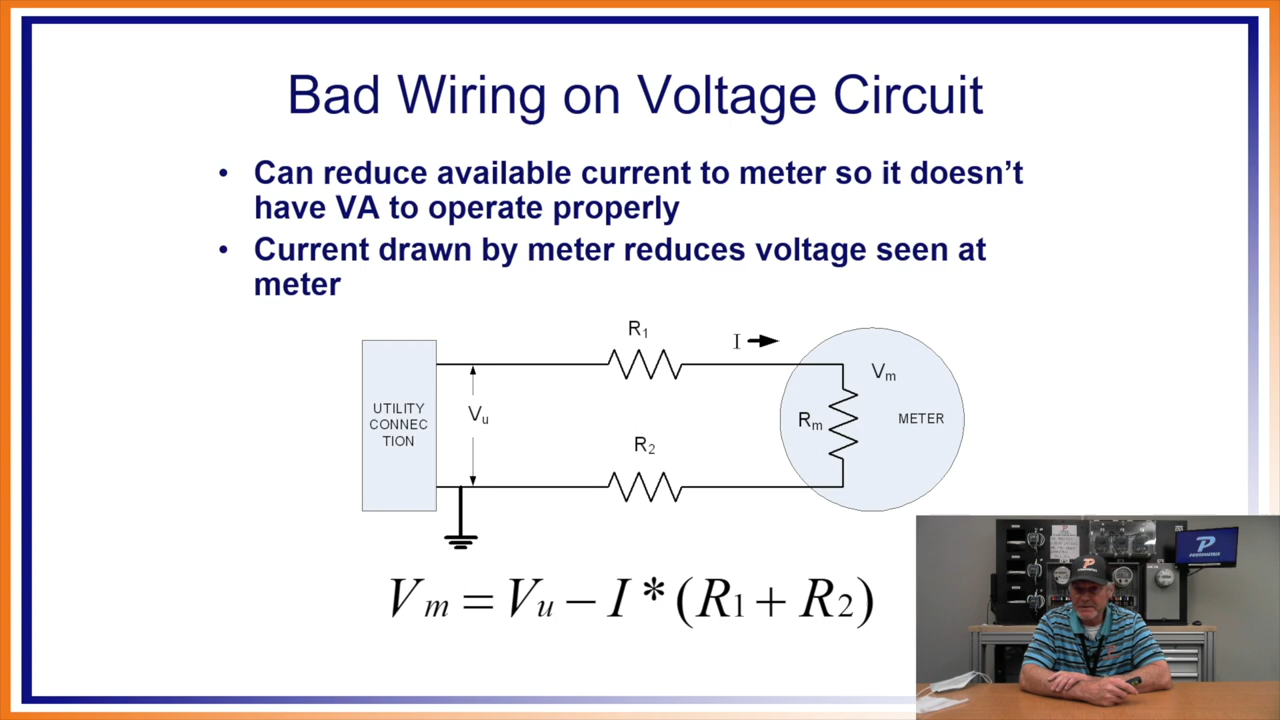 Bad Wiring on Voltage Circuit
• Can reduce available current to meter so it doesn't
have VA to operate properly
• Current drawn by meter reduces voltage seen at
meter
R1
I
Vm
UTILITY
CONNEC
TION
Vu
Rm
METER
R2
Vm = Vu – I * (R1 + R2)
P